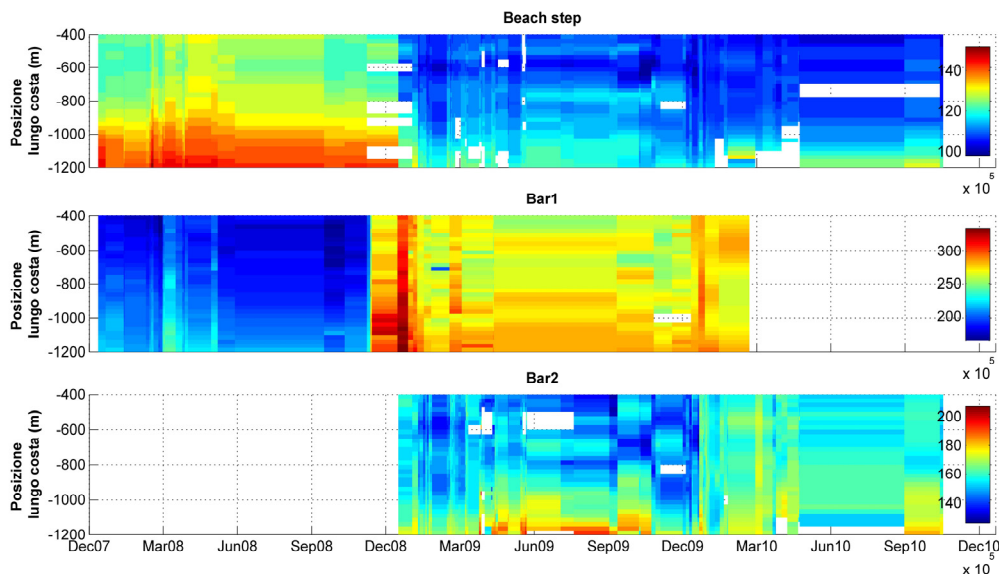 Beach step
Posizione
lungo costa (m)
-400
-600
-800
-1000
-1200
140
120
100
x 10
5
Bar1
Posizione
lungo costa (m)
-400
-600
-800
-1000
-1200
300
250
200
x 10
5
Bar2
Posizione
lungo costa (m)
-400
-600
-800
-1000
-1200
200
180
160
140
Dec07 Mar08 Jun08 Sep08 Dec08 Mar09 Jun09 Sep09 Dec09 Mar10 Jun10 Sep10 Dec10
x 10
5